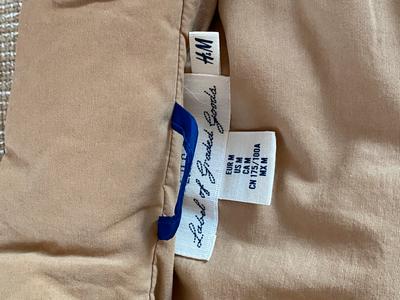 H&M
Label of Graded Goods
EUR M
US M
CA M
CN 175/100A
MX M